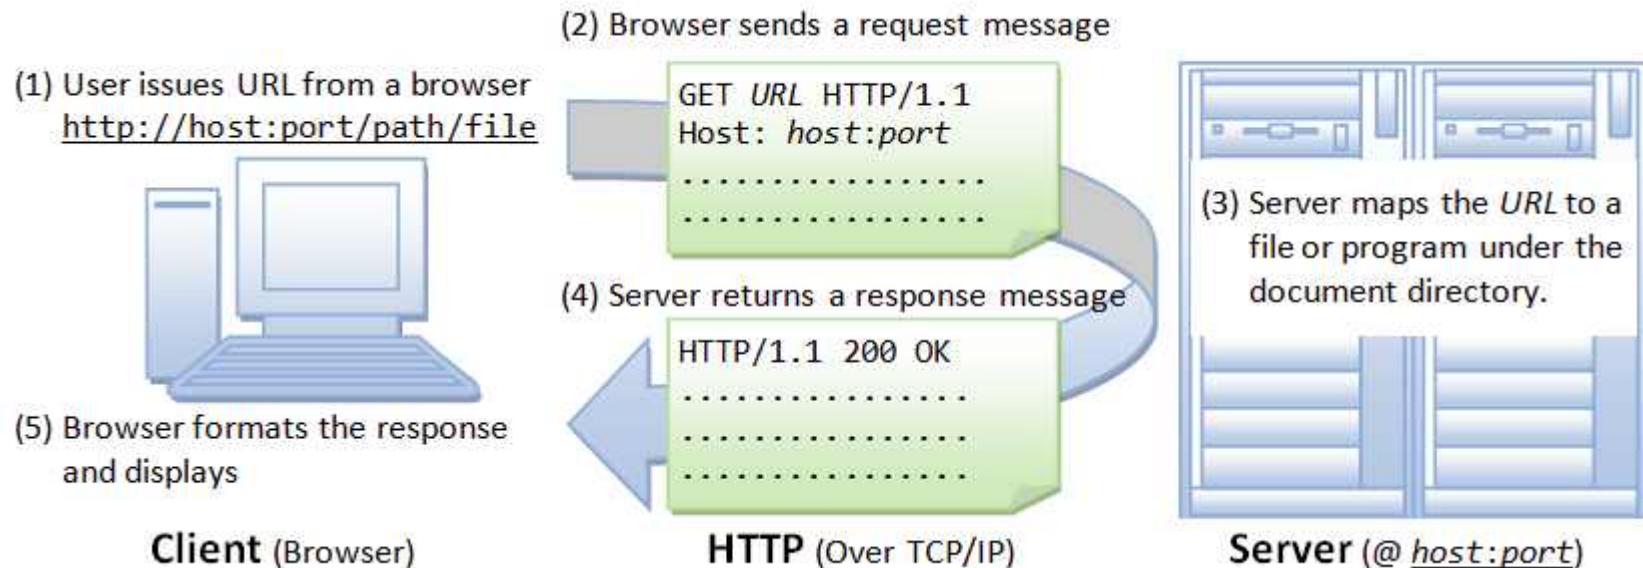 (1) User issues URL from a browser
http://host:port/path/file
(2) Browser sends a request message
GET URL HTTP/1.1
Host: host:port
..................
..................
(3) Server maps the URL to a
file or program under the
document directory.
(4) Server returns a response message
HTTP/1.1 200 OK
................
................
................
(5) Browser formats the response
and displays
Client (Browser)
HTTP (Over TCP/IP)
Server (@ host:port)